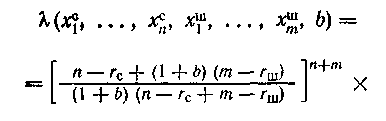 λ (x₁ᶜ, ..., xₙᶜ, x₁ᵚ, ..., xₘᵚ, b) =
= [ (n − r_c + (1 + b) (m − r_ш)) / ((1 + b) (n − r_c + m − r_ш)) ]ⁿ⁺ᵐ ×